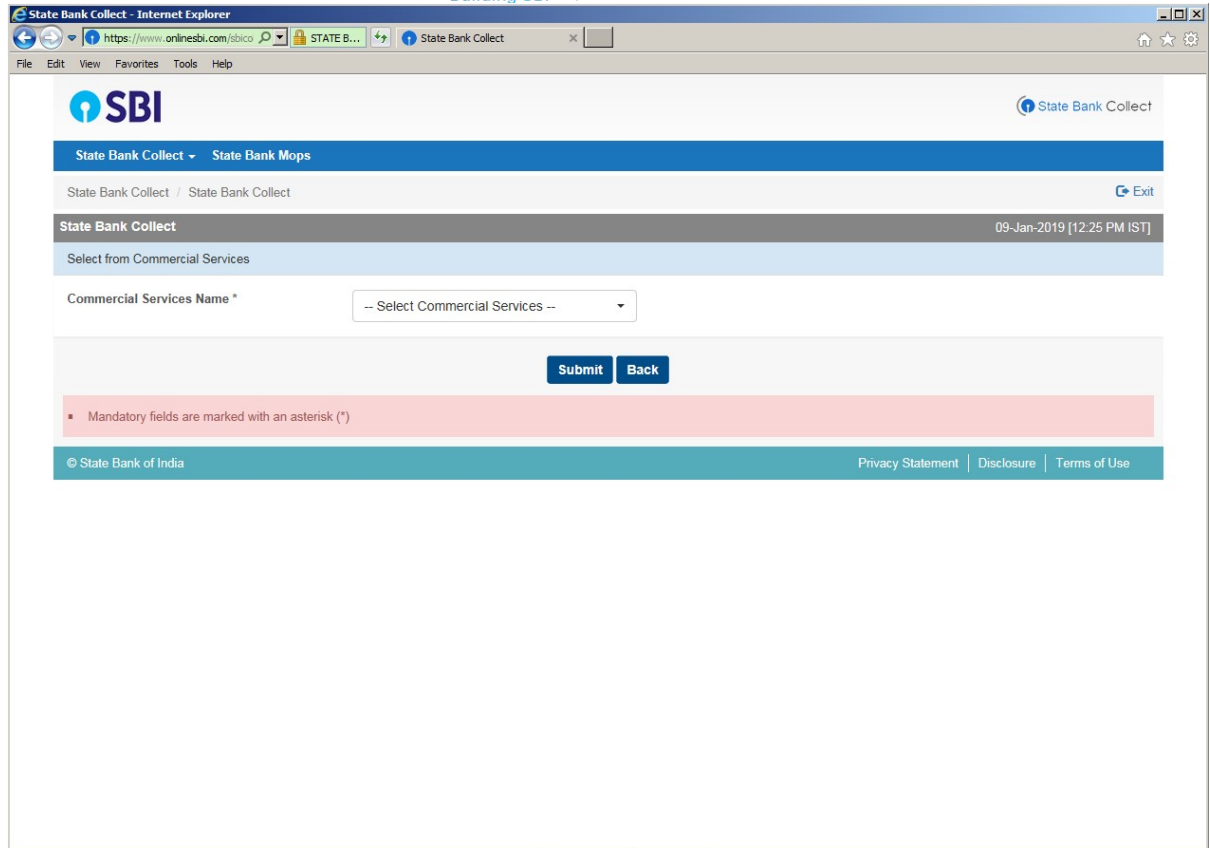 State Bank Collect - Internet Explorer
https://www.onlinesbi.com/sbico STATE B... State Bank Collect
File Edit View Favorites Tools Help
SBI State Bank Collect
State Bank Collect State Bank Mops
State Bank Collect / State Bank Collect Exit
State Bank Collect 09-Jan-2019 [12:25 PM IST]
Select from Commercial Services
Commercial Services Name * -- Select Commercial Services --
Submit Back
Mandatory fields are marked with an asterisk (*)
© State Bank of India Privacy Statement | Disclosure | Terms of Use